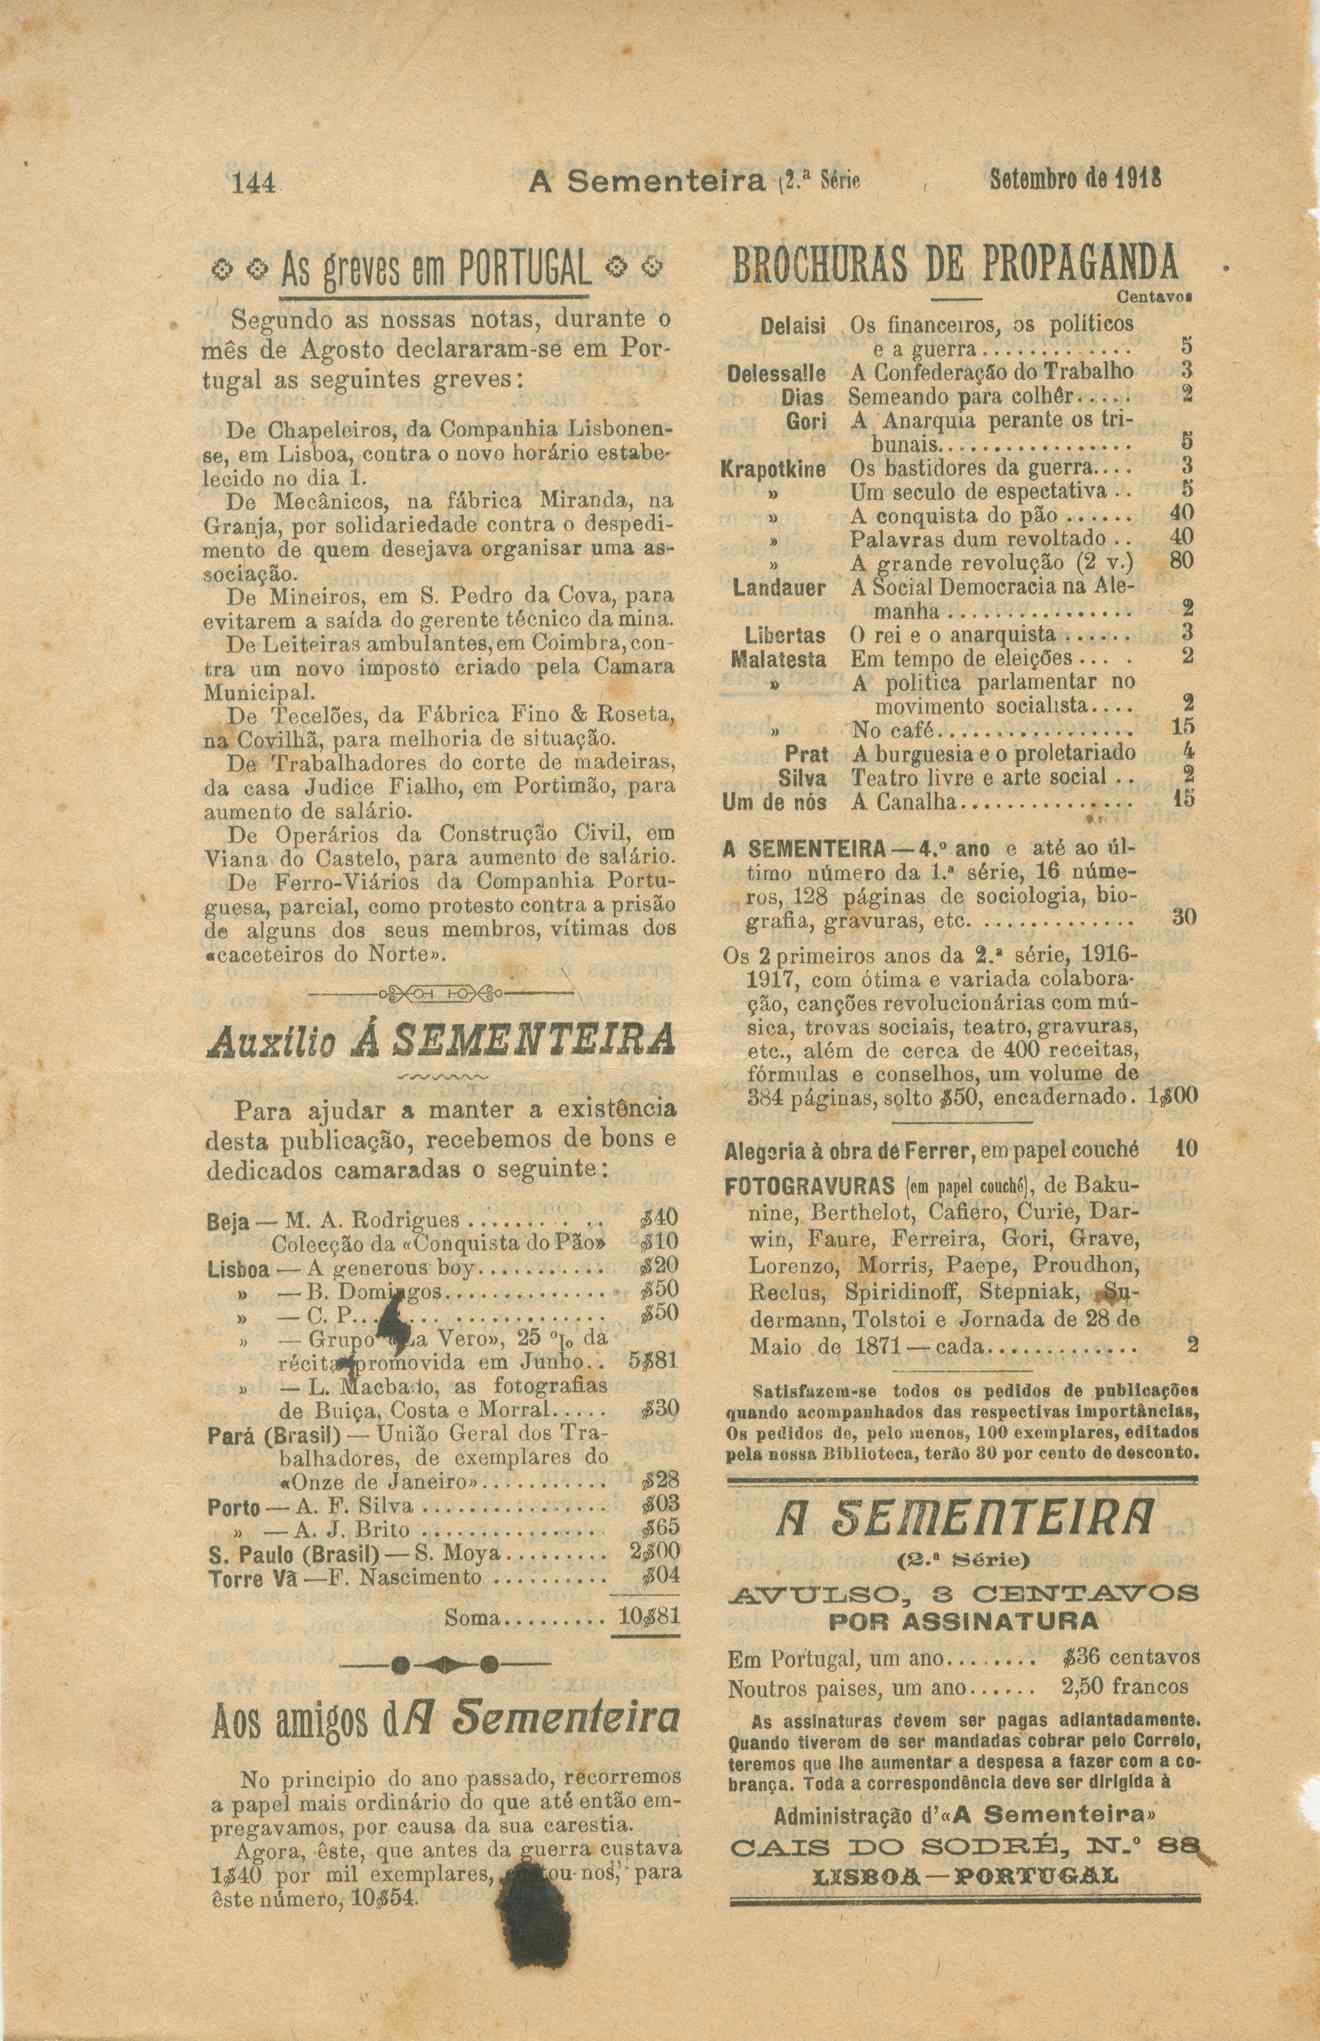 144
A Sementeira (2.ª Série
Setembro de 1918
As greves em PORTUGAL
Segundo as nossas notas, durante o
mês de Agosto declararam-se em Por-
tugal as seguintes greves:
De Chapeleiros, da Companhia Lisbonen-
se, em Lisboa, contra o novo horário estabe-
lecido no dia 1.
De Mecânicos, na fábrica Miranda, na
Granja, por solidariedade contra o despedi-
mento de quem desejava organisar uma as-
sociação.
De Mineiros, em S. Pedro da Cova, para
evitarem a saída do gerente técnico da mina.
De Leiteiras ambulantes, em Coimbra, con-
tra um novo imposto criado pela Camara
Municipal.
De Tecelões, da Fábrica Fino & Roseta,
na Covilhã, para melhoria de situação.
De Trabalhadores do corte de madeiras,
da casa Judice Fialho, em Portimão, para
aumento de salário.
De Operários da Construção Civil, em
Viana do Castelo, para aumento de salário.
De Ferro-Viários da Companhia Portu-
guesa, parcial, como protesto contra a prisão
de alguns dos seus membros, vítimas dos
«caceteiros do Norte».
Auxílio Á SEMENTEIRA
Para ajudar a manter a existência
desta publicação, recebemos de bons e
dedicados camaradas o seguinte:
Beja — M. A. Rodrigues ........... $40
Colecção da «Conquista do Pão» $10
Lisboa — A generous boy........... $20
» — B. Domingos.............. $50
» — C. P..................... $50
» — Grupo «La Vero», 25 % da
récita promovida em Junho.. 5$81
» — L. Machado, as fotografias
de Buiça, Costa e Morral..... $30
Pará (Brasil) — União Geral dos Tra-
balhadores, de exemplares do
«Onze de Janeiro»........... $28
Porto — A. F. Silva ................ $03
» — A. J. Brito ................ $65
S. Paulo (Brasil) — S. Moya......... 2$00
Torre Vã — F. Nascimento .......... $04
Soma......... 10$81
Aos amigos dA Sementeira
No principio do ano passado, recorremos
a papel mais ordinário do que até então em-
pregavamos, por causa da sua carestia.
Agora, êste, que antes da guerra custava
1$40 por mil exemplares, ou-nos, para
êste número, 10$54.
BROCHURAS DE PROPAGANDA
Centavos
Delaisi Os financeiros, os políticos
e a guerra............. 5
Delessalle A Confederação do Trabalho 3
Dias Semeando para colhêr..... 2
Gori A Anarquia perante os tri-
bunais................. 5
Krapotkine Os bastidores da guerra.... 3
» Um seculo de espectativa .. 5
» A conquista do pão ...... 40
» Palavras dum revoltado .. 40
» A grande revolução (2 v.) 80
Landauer A Social Democracia na Ale-
manha ................ 2
Libertas O rei e o anarquista ...... 3
Malatesta Em tempo de eleições ... . 2
» A politica parlamentar no
movimento socialista.... 2
» No café................. 15
Prat A burguesia e o proletariado 4
Silva Teatro livre e arte social .. 2
Um de nós A Canalha............... 15
A SEMENTEIRA — 4.º ano e até ao úl-
timo número da 1.ª série, 16 núme-
ros, 128 páginas de sociologia, bio-
grafia, gravuras, etc. .............. 30
Os 2 primeiros anos da 2.ª série, 1916-
1917, com ótima e variada colabora-
ção, canções revolucionárias com mú-
sica, trovas sociais, teatro, gravuras,
etc., além de cerca de 400 receitas,
fórmulas e conselhos, um volume de
384 páginas, solto $50, encadernado. 1$00
Alegoria à obra de Ferrer, em papel couché 10
FOTOGRAVURAS (em papel couché), de Baku-
nine, Berthelot, Cafiero, Curie, Dar-
win, Faure, Ferreira, Gori, Grave,
Lorenzo, Morris, Paepe, Proudhon,
Reclus, Spiridinoff, Stepniak, Su-
dermann, Tolstoi e Jornada de 28 de
Maio de 1871 — cada............. 2
Satisfazem-se todos os pedidos de publicações
quando acompanhados das respectivas importâncias,
Os pedidos de, pelo menos, 100 exemplares, editados
pela nossa Biblioteca, terão 30 por cento de desconto.
A SEMENTEIRA
(2.ª Série)
AVULSO, 3 CENTAVOS
POR ASSINATURA
Em Portugal, um ano........ $36 centavos
Noutros paises, um ano...... 2,50 francos
As assinaturas devem ser pagas adiantadamente.
Quando tiverem de ser mandadas cobrar pelo Correio,
teremos que lhe aumentar a despesa a fazer com a co-
brança. Toda a correspondência deve ser dirigida à
Administração d'«A Sementeira»
CAIS DO SODRÉ, N.º 88
LISBOA — PORTUGAL